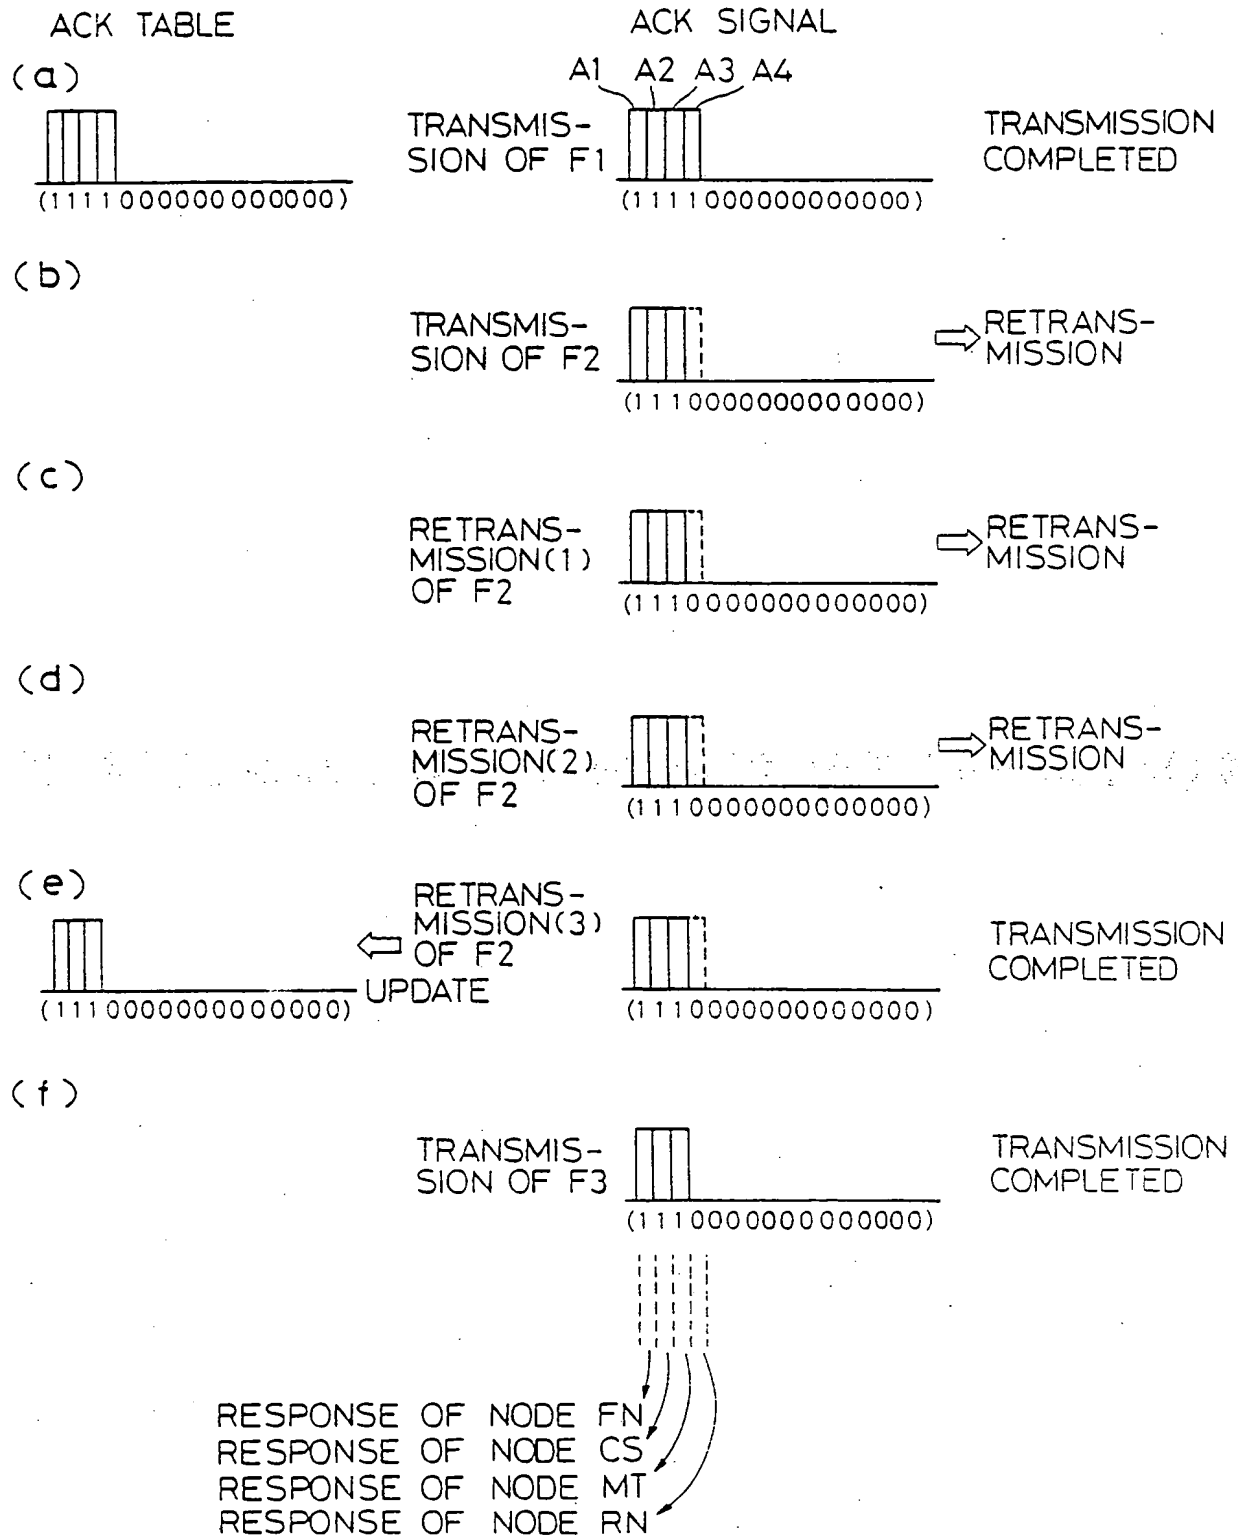 ACK TABLE
ACK SIGNAL
(a)
A1 A2 A3 A4
TRANSMIS-
SION OF F1
TRANSMISSION
COMPLETED
(1111000000000000)
(1111000000000000)
(b)
TRANSMIS-
SION OF F2
RETRANS-
MISSION
(1110000000000000)
(c)
RETRANS-
MISSION(1)
OF F2
RETRANS-
MISSION
(1110000000000000)
(d)
RETRANS-
MISSION(2)
OF F2
RETRANS-
MISSION
(1110000000000000)
(e)
RETRANS-
MISSION(3)
OF F2
UPDATE
TRANSMISSION
COMPLETED
(1110000000000000)
(1110000000000000)
(f)
TRANSMIS-
SION OF F3
TRANSMISSION
COMPLETED
(1110000000000000)
RESPONSE OF NODE FN
RESPONSE OF NODE CS
RESPONSE OF NODE MT
RESPONSE OF NODE RN